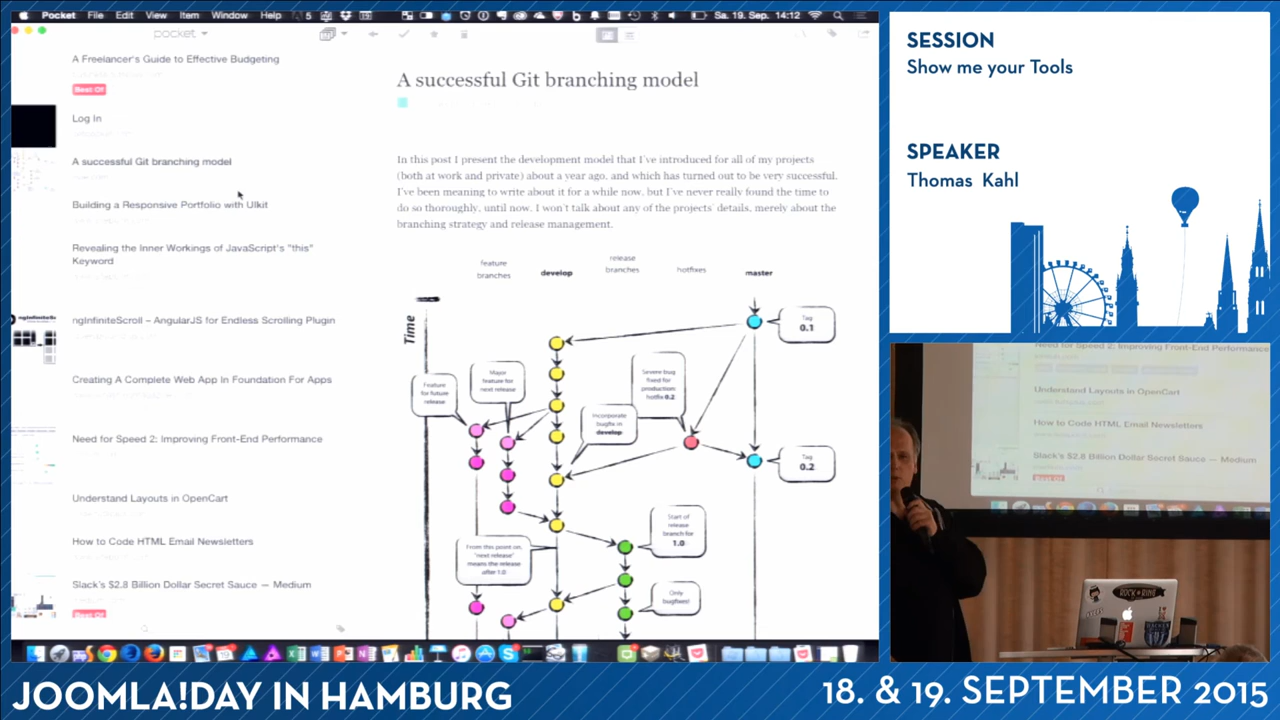 Pocket File Edit View Item Window Help
Sa. 19. Sep. 14:12
pocket
A Freelancer's Guide to Effective Budgeting
Best Of
Log In
A successful Git branching model
Building a Responsive Portfolio with UIkit
Revealing the Inner Workings of JavaScript's "this"
Keyword
ngInfiniteScroll – AngularJS for Endless Scrolling Plugin
Creating A Complete Web App In Foundation For Apps
Need for Speed 2: Improving Front-End Performance
Understand Layouts in OpenCart
How to Code HTML Email Newsletters
Slack's $2.8 Billion Dollar Secret Sauce — Medium
Best Of
A successful Git branching model
In this post I present the development model that I've introduced for all of my projects
(both at work and private) about a year ago, and which has turned out to be very successful.
I've been meaning to write about it for a while now, but I've never really found the time to
do so thoroughly, until now. I won't talk about any of the projects' details, merely about the
branching strategy and release management.
feature
branches
develop
release
branches
hotfixes
master
Time
Tag
0.1
Feature
for future
release
Major
feature for
next release
Severe bug
fixed for
production:
hotfix 0.2
Incorporate
bugfix in
develop
Tag
0.2
Start of
release
branch for
1.0
From this point on,
"next release"
means the release
after 1.0
Only
bugfixes!
SESSION
Show me your Tools
SPEAKER
Thomas Kahl
Need for Speed 2: Improving Front-End Performance
Understand Layouts in OpenCart
How to Code HTML Email Newsletters
Slack's $2.8 Billion Dollar Secret Sauce — Medium
Best Of
ROCK RING
JOOMLA!DAY IN HAMBURG
18. & 19. SEPTEMBER 2015